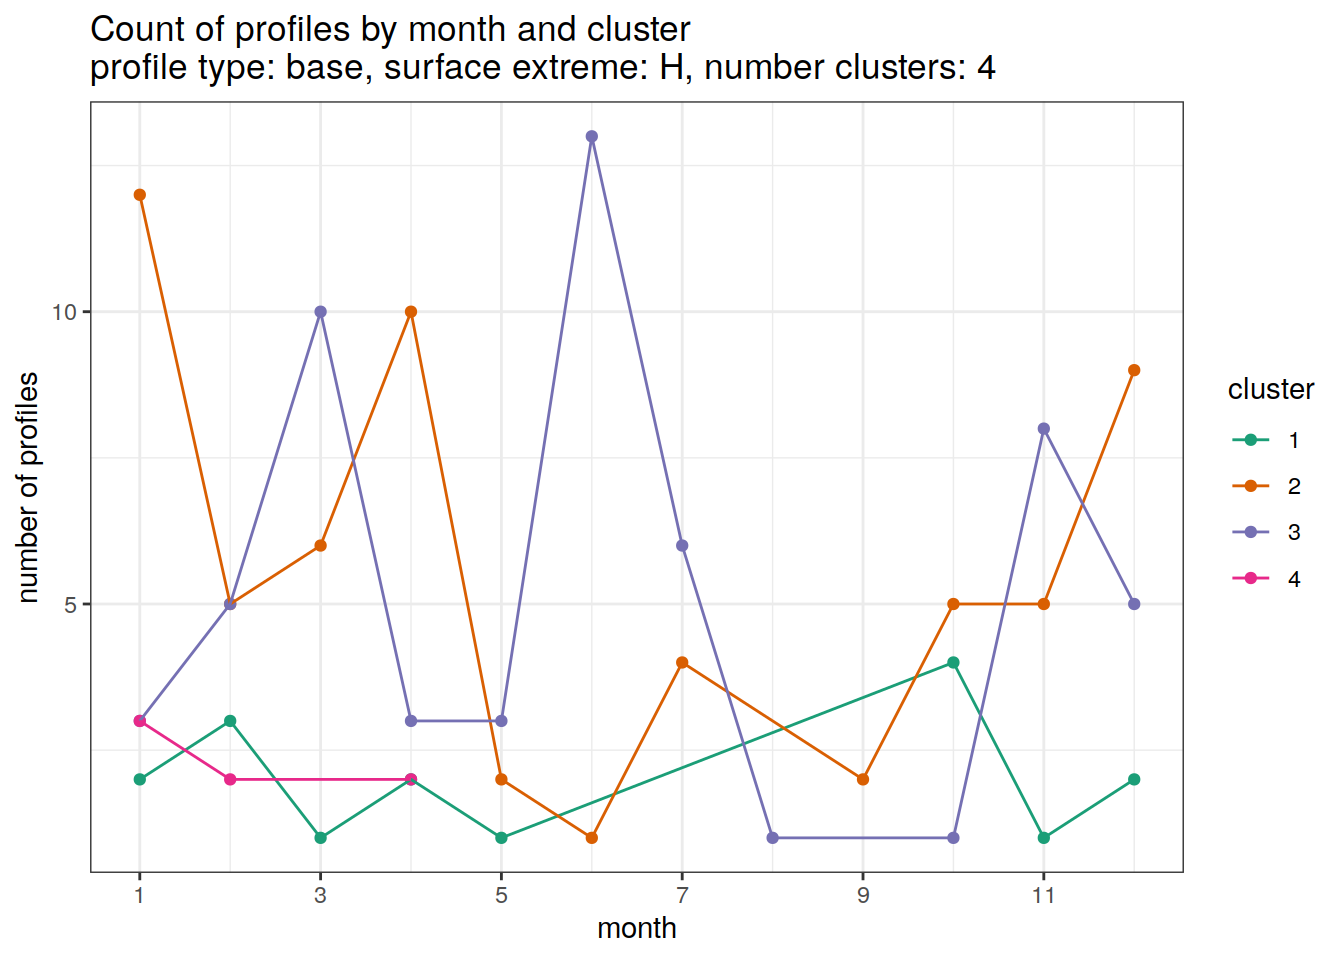 Count of profiles by month and cluster
profile type: base, surface extreme: H, number clusters: 4
number of profiles
10
5
1
3
5
7
9
11
month
cluster
1
2
3
4